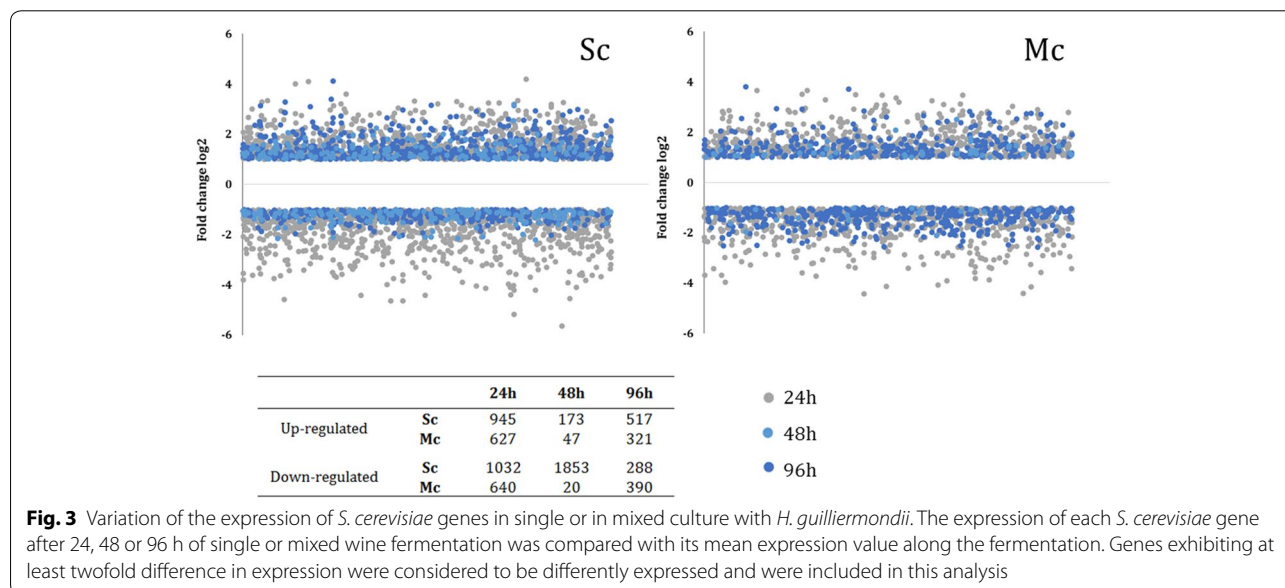 Sc
6
4
2
0
-2
-4
-6
Fold change log2
Mc
6
4
2
0
-2
-4
-6
Fold change log2
24h 48h 96h
Up-regulated Sc 945 173 517
Mc 627 47 321
Down-regulated Sc 1032 1853 288
Mc 640 20 390
24h
48h
96h
Fig. 3 Variation of the expression of S. cerevisiae genes in single or in mixed culture with H. guilliermondii. The expression of each S. cerevisiae gene
after 24, 48 or 96 h of single or mixed wine fermentation was compared with its mean expression value along the fermentation. Genes exhibiting at
least twofold difference in expression were considered to be differently expressed and were included in this analysis